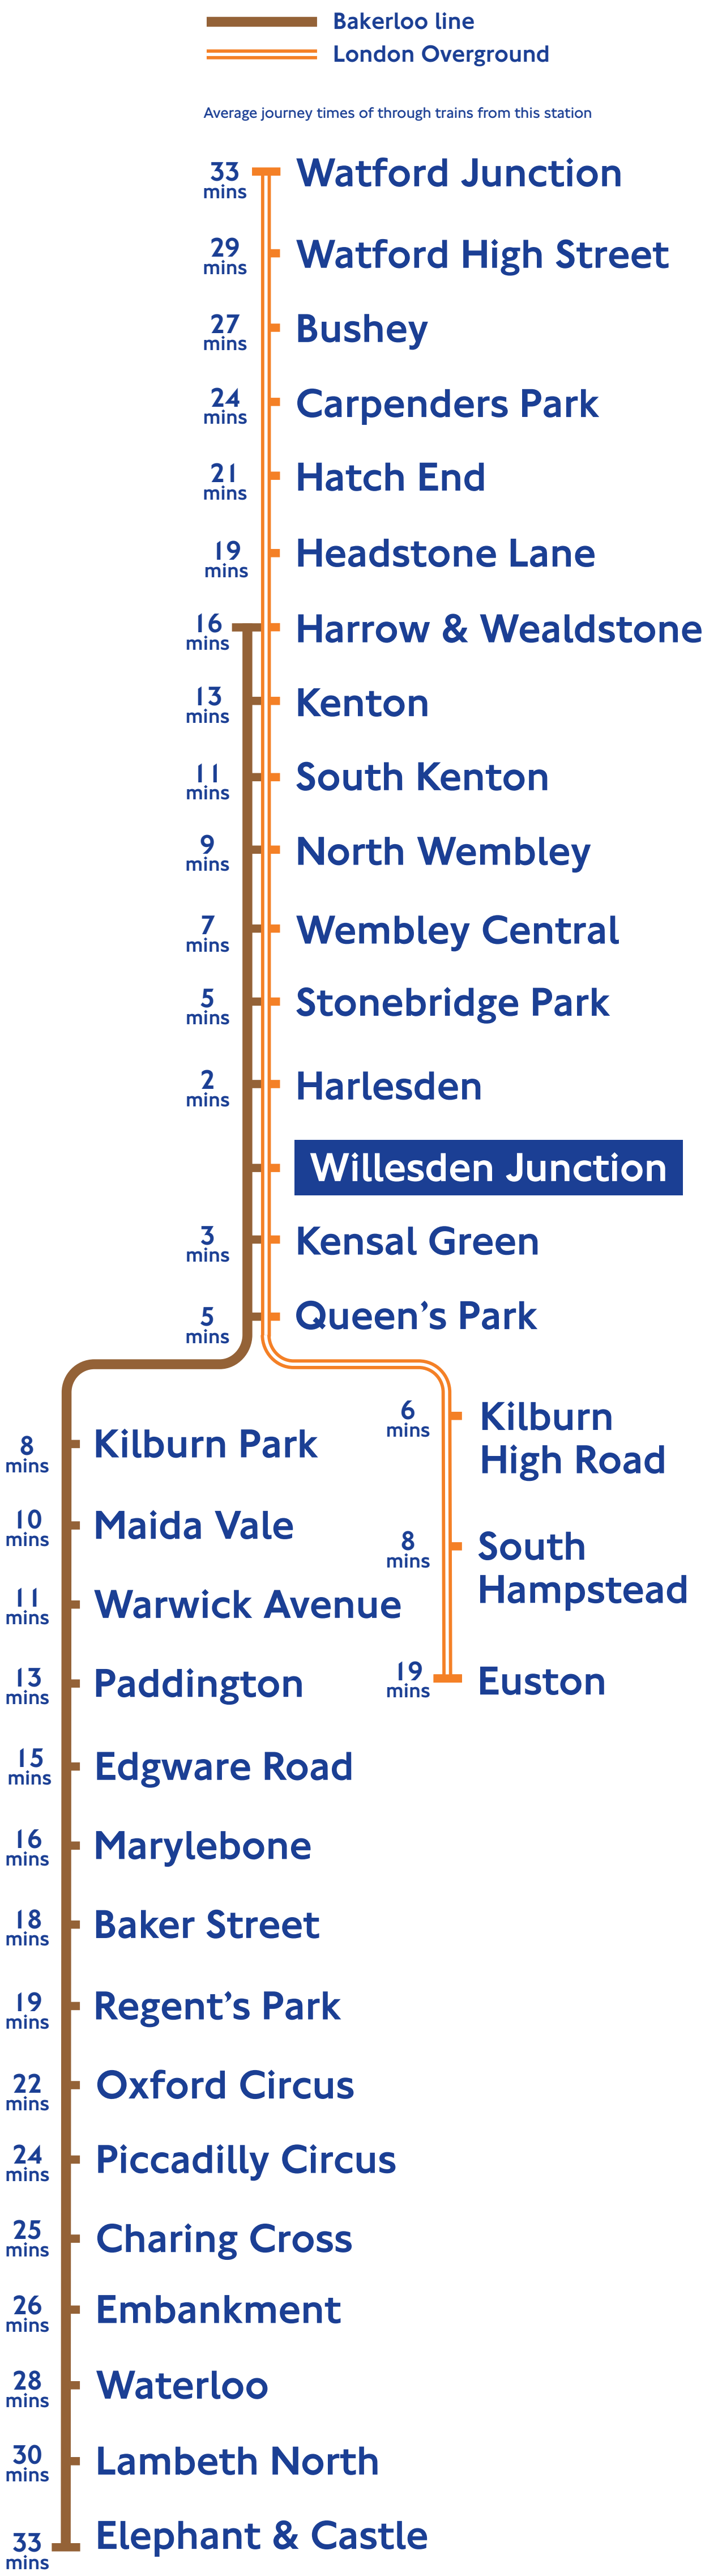 Bakerloo line
London Overground
Average journey times of through trains from this station
33
mins
Watford Junction
29
mins
Watford High Street
27
mins
Bushey
24
mins
Carpenders Park
21
mins
Hatch End
19
mins
Headstone Lane
16
mins
Harrow & Wealdstone
13
mins
Kenton
11
mins
South Kenton
9
mins
North Wembley
7
mins
Wembley Central
5
mins
Stonebridge Park
2
mins
Harlesden
Willesden Junction
3
mins
Kensal Green
5
mins
Queen’s Park
8
mins
Kilburn Park
10
mins
Maida Vale
11
mins
Warwick Avenue
13
mins
Paddington
15
mins
Edgware Road
16
mins
Marylebone
18
mins
Baker Street
19
mins
Regent’s Park
22
mins
Oxford Circus
24
mins
Piccadilly Circus
25
mins
Charing Cross
26
mins
Embankment
28
mins
Waterloo
30
mins
Lambeth North
33
mins
Elephant & Castle
6
mins
Kilburn
High Road
8
mins
South
Hampstead
19
mins
Euston